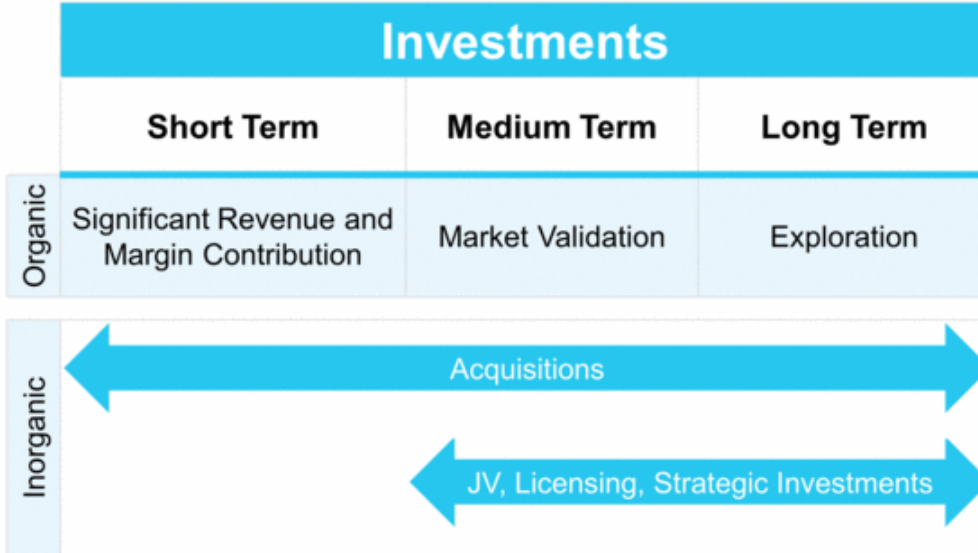 Investments
Short Term
Medium Term
Long Term
Organic
Significant Revenue and
Margin Contribution
Market Validation
Exploration
Inorganic
Acquisitions
JV, Licensing, Strategic Investments